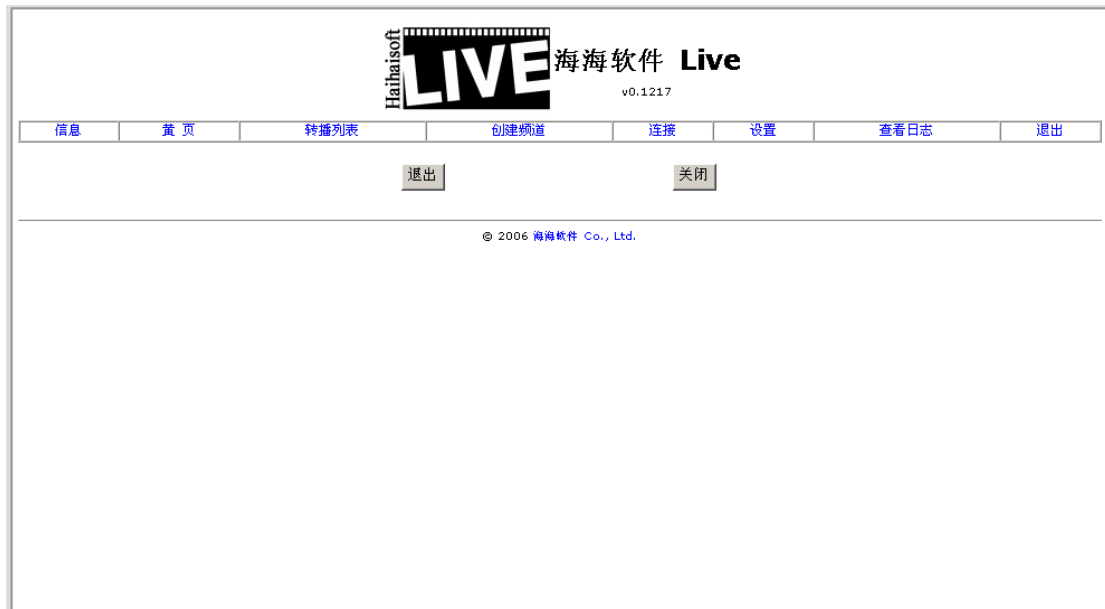 Haihaisoft
LIVE
海海软件 Live
v0.1217
信息 黄 页 转播列表 创建频道 连接 设置 查看日志 退出
退出 关闭
© 2006 海海软件 Co., Ltd.